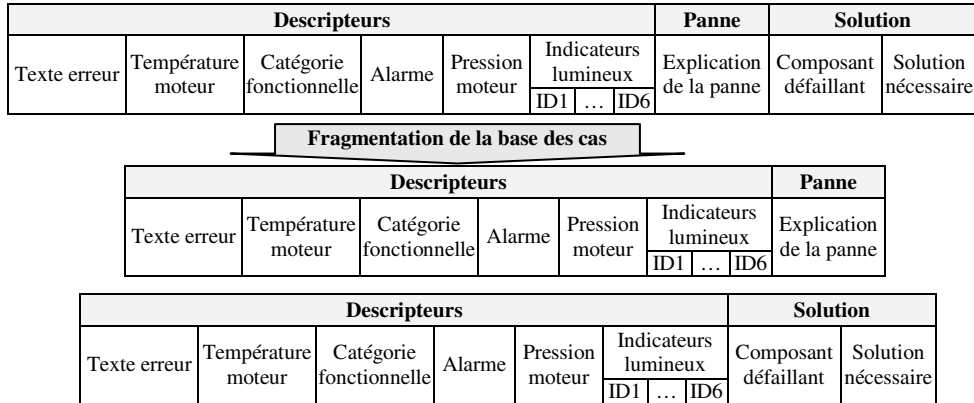 Descripteurs Panne Solution
Texte erreur Température moteur Catégorie fonctionnelle Alarme Pression moteur Indicateurs lumineux Explication de la panne Composant défaillant Solution nécessaire
ID1 … ID6
Fragmentation de la base des cas
Descripteurs Panne
Texte erreur Température moteur Catégorie fonctionnelle Alarme Pression moteur Indicateurs lumineux Explication de la panne
ID1 … ID6
Descripteurs Solution
Texte erreur Température moteur Catégorie fonctionnelle Alarme Pression moteur Indicateurs lumineux Composant défaillant Solution nécessaire
ID1 … ID6